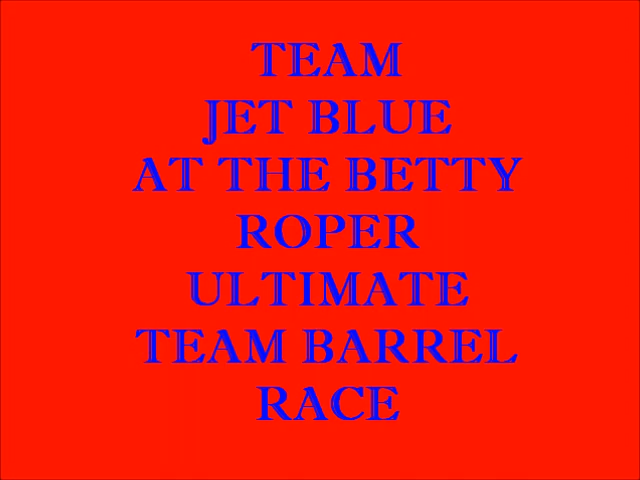 TEAM
JET BLUE
AT THE BETTY
ROPER
ULTIMATE
TEAM BARREL
RACE